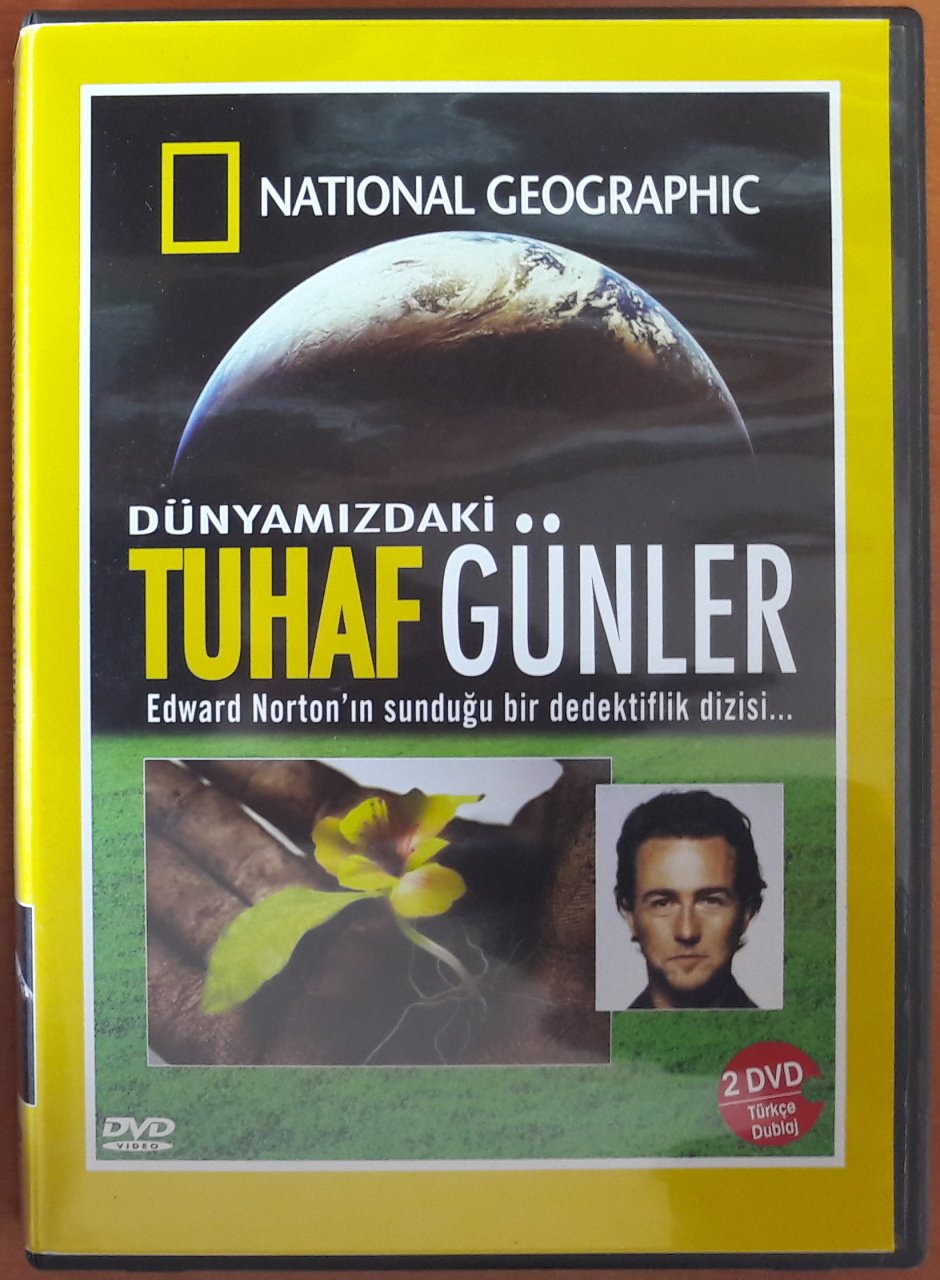 NATIONAL GEOGRAPHIC
DÜNYAMIZDAKİ
TUHAF GÜNLER
Edward Norton'ın sunduğu bir dedektiflik dizisi...
2 DVD
Türkçe
Dublaj
DVD
VIDEO